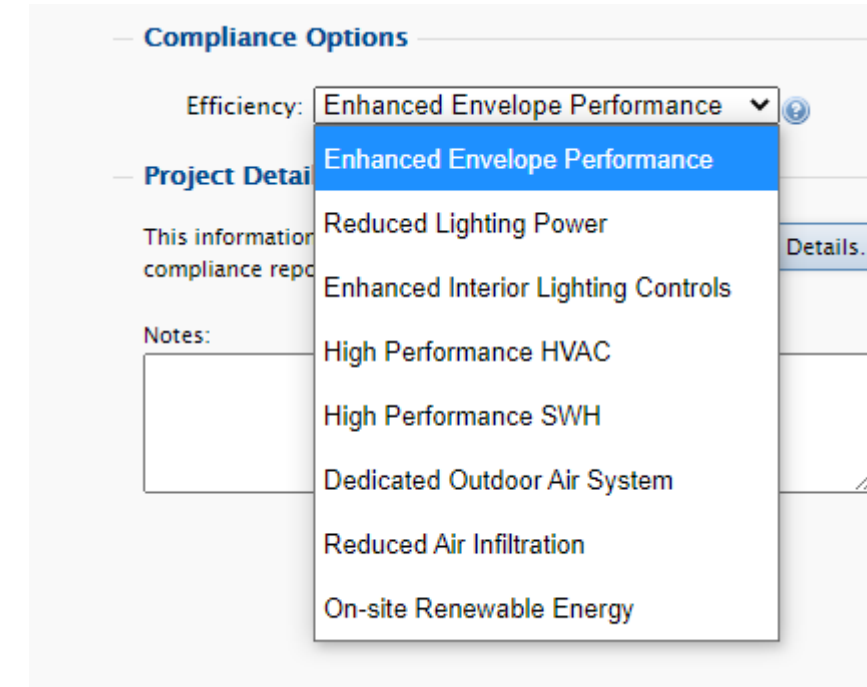 Compliance Options
Efficiency: Enhanced Envelope Performance
Enhanced Envelope Performance
Project Detai
Reduced Lighting Power
This information
Details.
compliance repo
Enhanced Interior Lighting Controls
Notes:
High Performance HVAC
High Performance SWH
Dedicated Outdoor Air System
Reduced Air Infiltration
On-site Renewable Energy